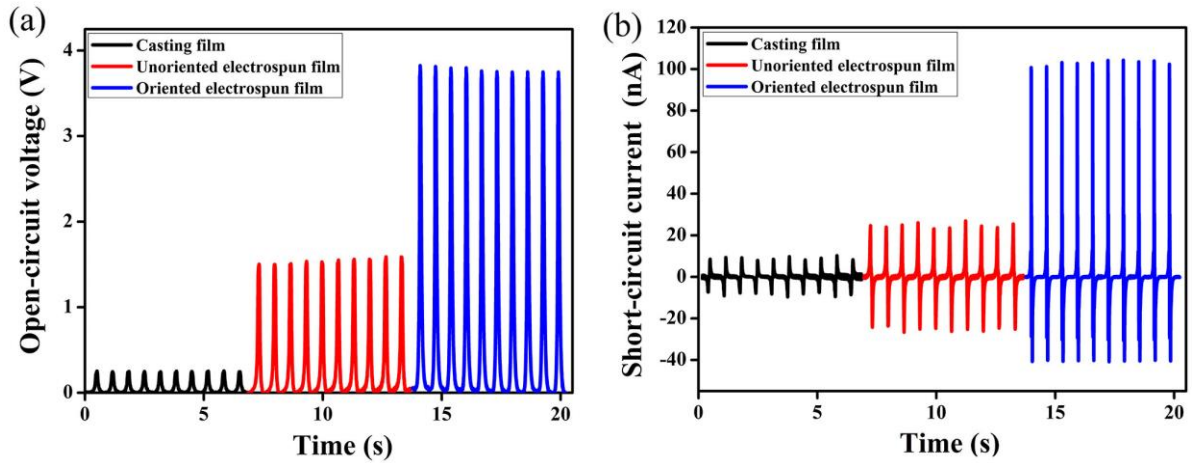 (a)
Casting film
Unoriented electrospun film
Oriented electrospun film
Open-circuit voltage (V)
4
3
2
1
0
0 5 10 15 20
Time (s)
(b)
Casting film
Unoriented electrospun film
Oriented electrospun film
Short-circuit current (nA)
120
100
80
60
40
20
0
-20
-40
0 5 10 15 20
Time (s)